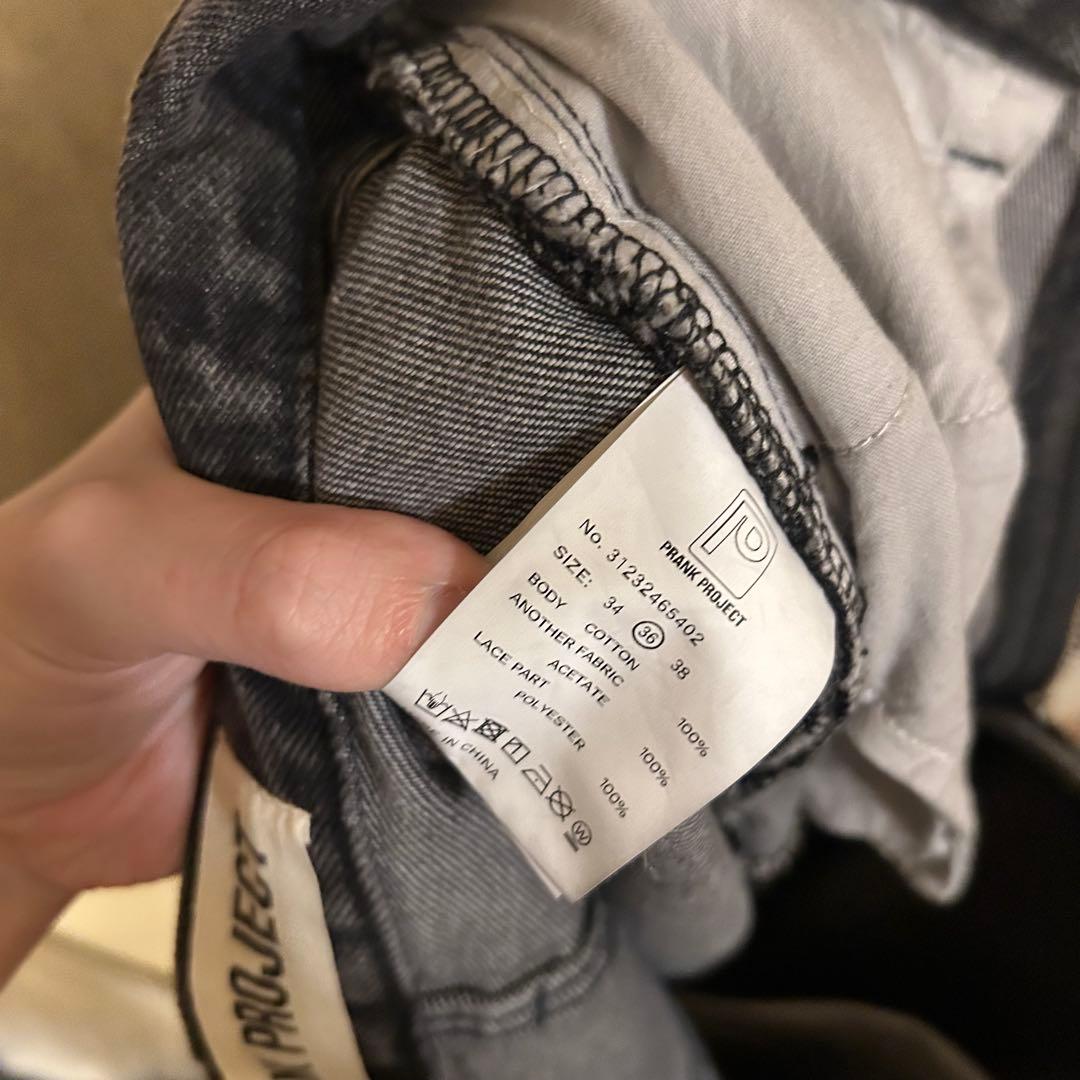 P
PRANK PROJECT
No. 31232465402
SIZE: 34 36 38
BODY
COTTON 100%
ANOTHER FABRIC
ACETATE 100%
LACE PART
POLYESTER 100%
IN CHINA
PROJECT